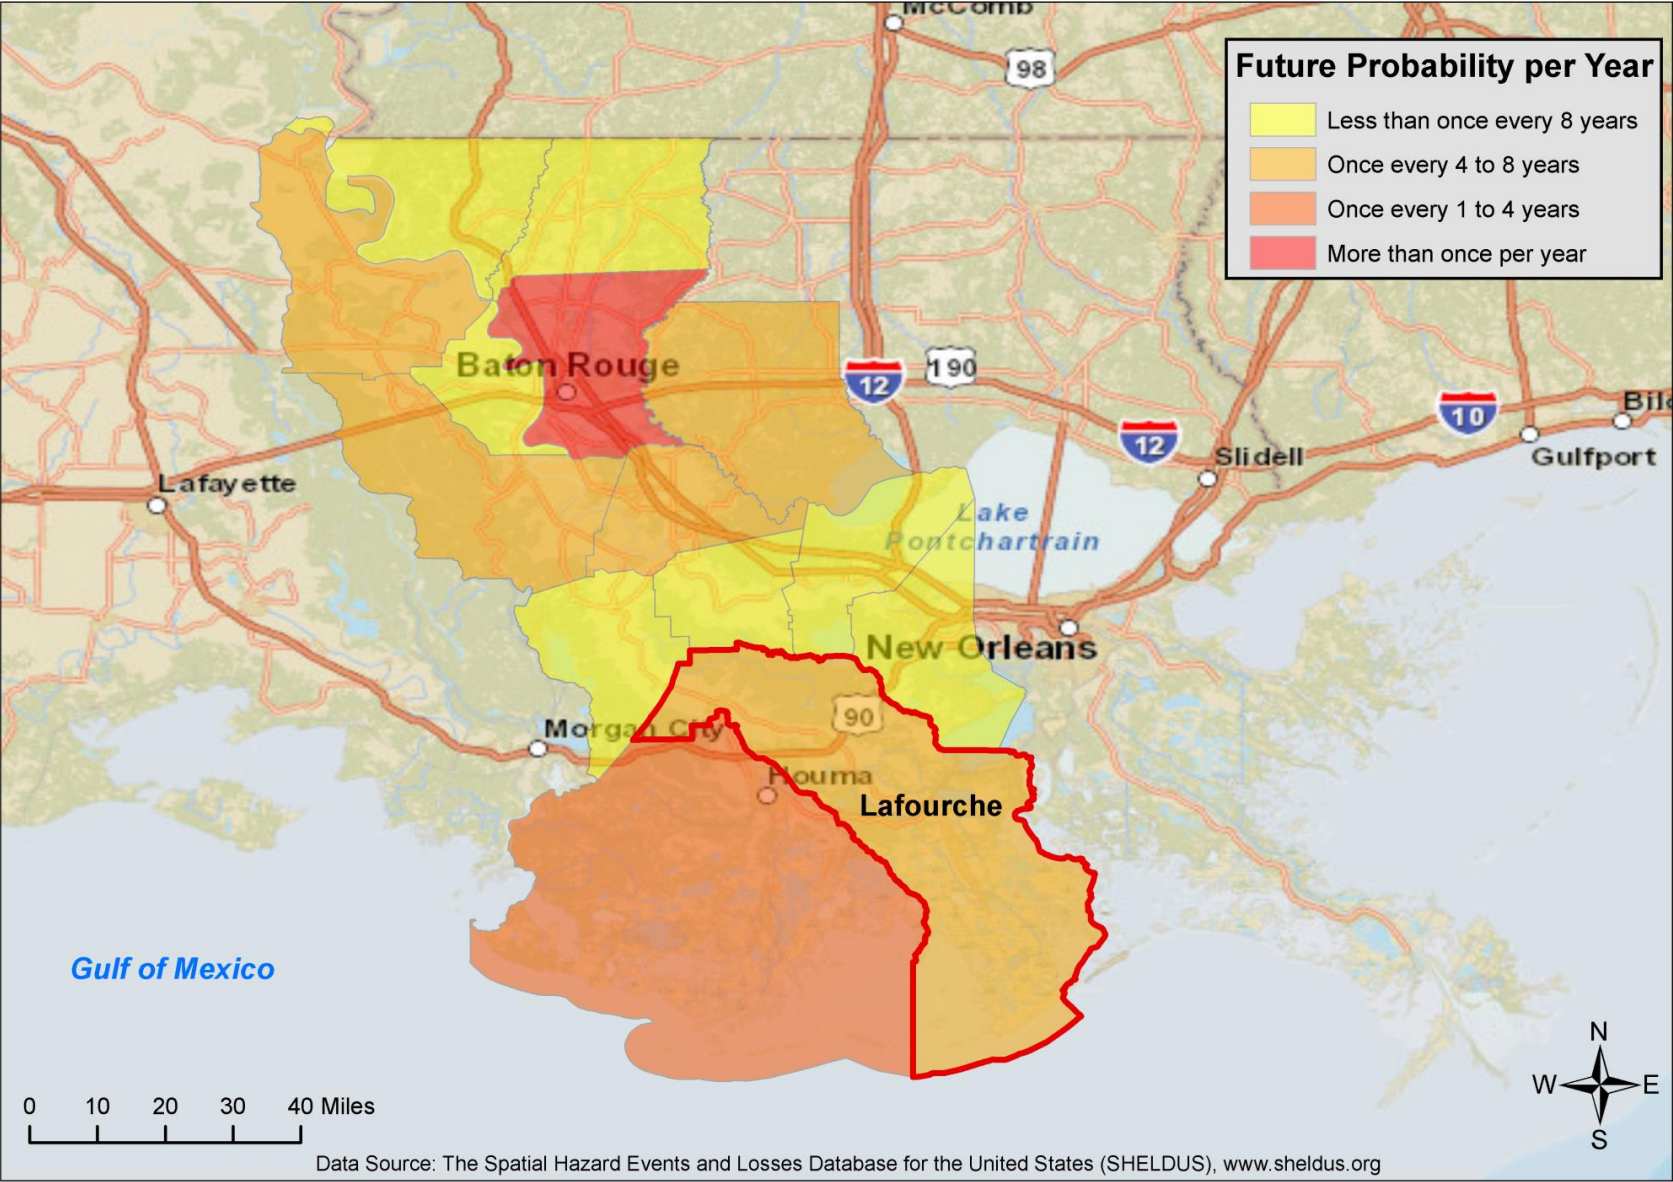 McComb
98
Future Probability per Year
Less than once every 8 years
Once every 4 to 8 years
Once every 1 to 4 years
More than once per year
Baton Rouge
12
190
12
10
Slidell
Gulfport
Lafayette
Lake
Pontchartrain
New Orleans
90
Morgan City
Houma
Lafourche
Gulf of Mexico
N
W E
S
0 10 20 30 40 Miles
Data Source: The Spatial Hazard Events and Losses Database for the United States (SHELDUS), www.sheldus.org